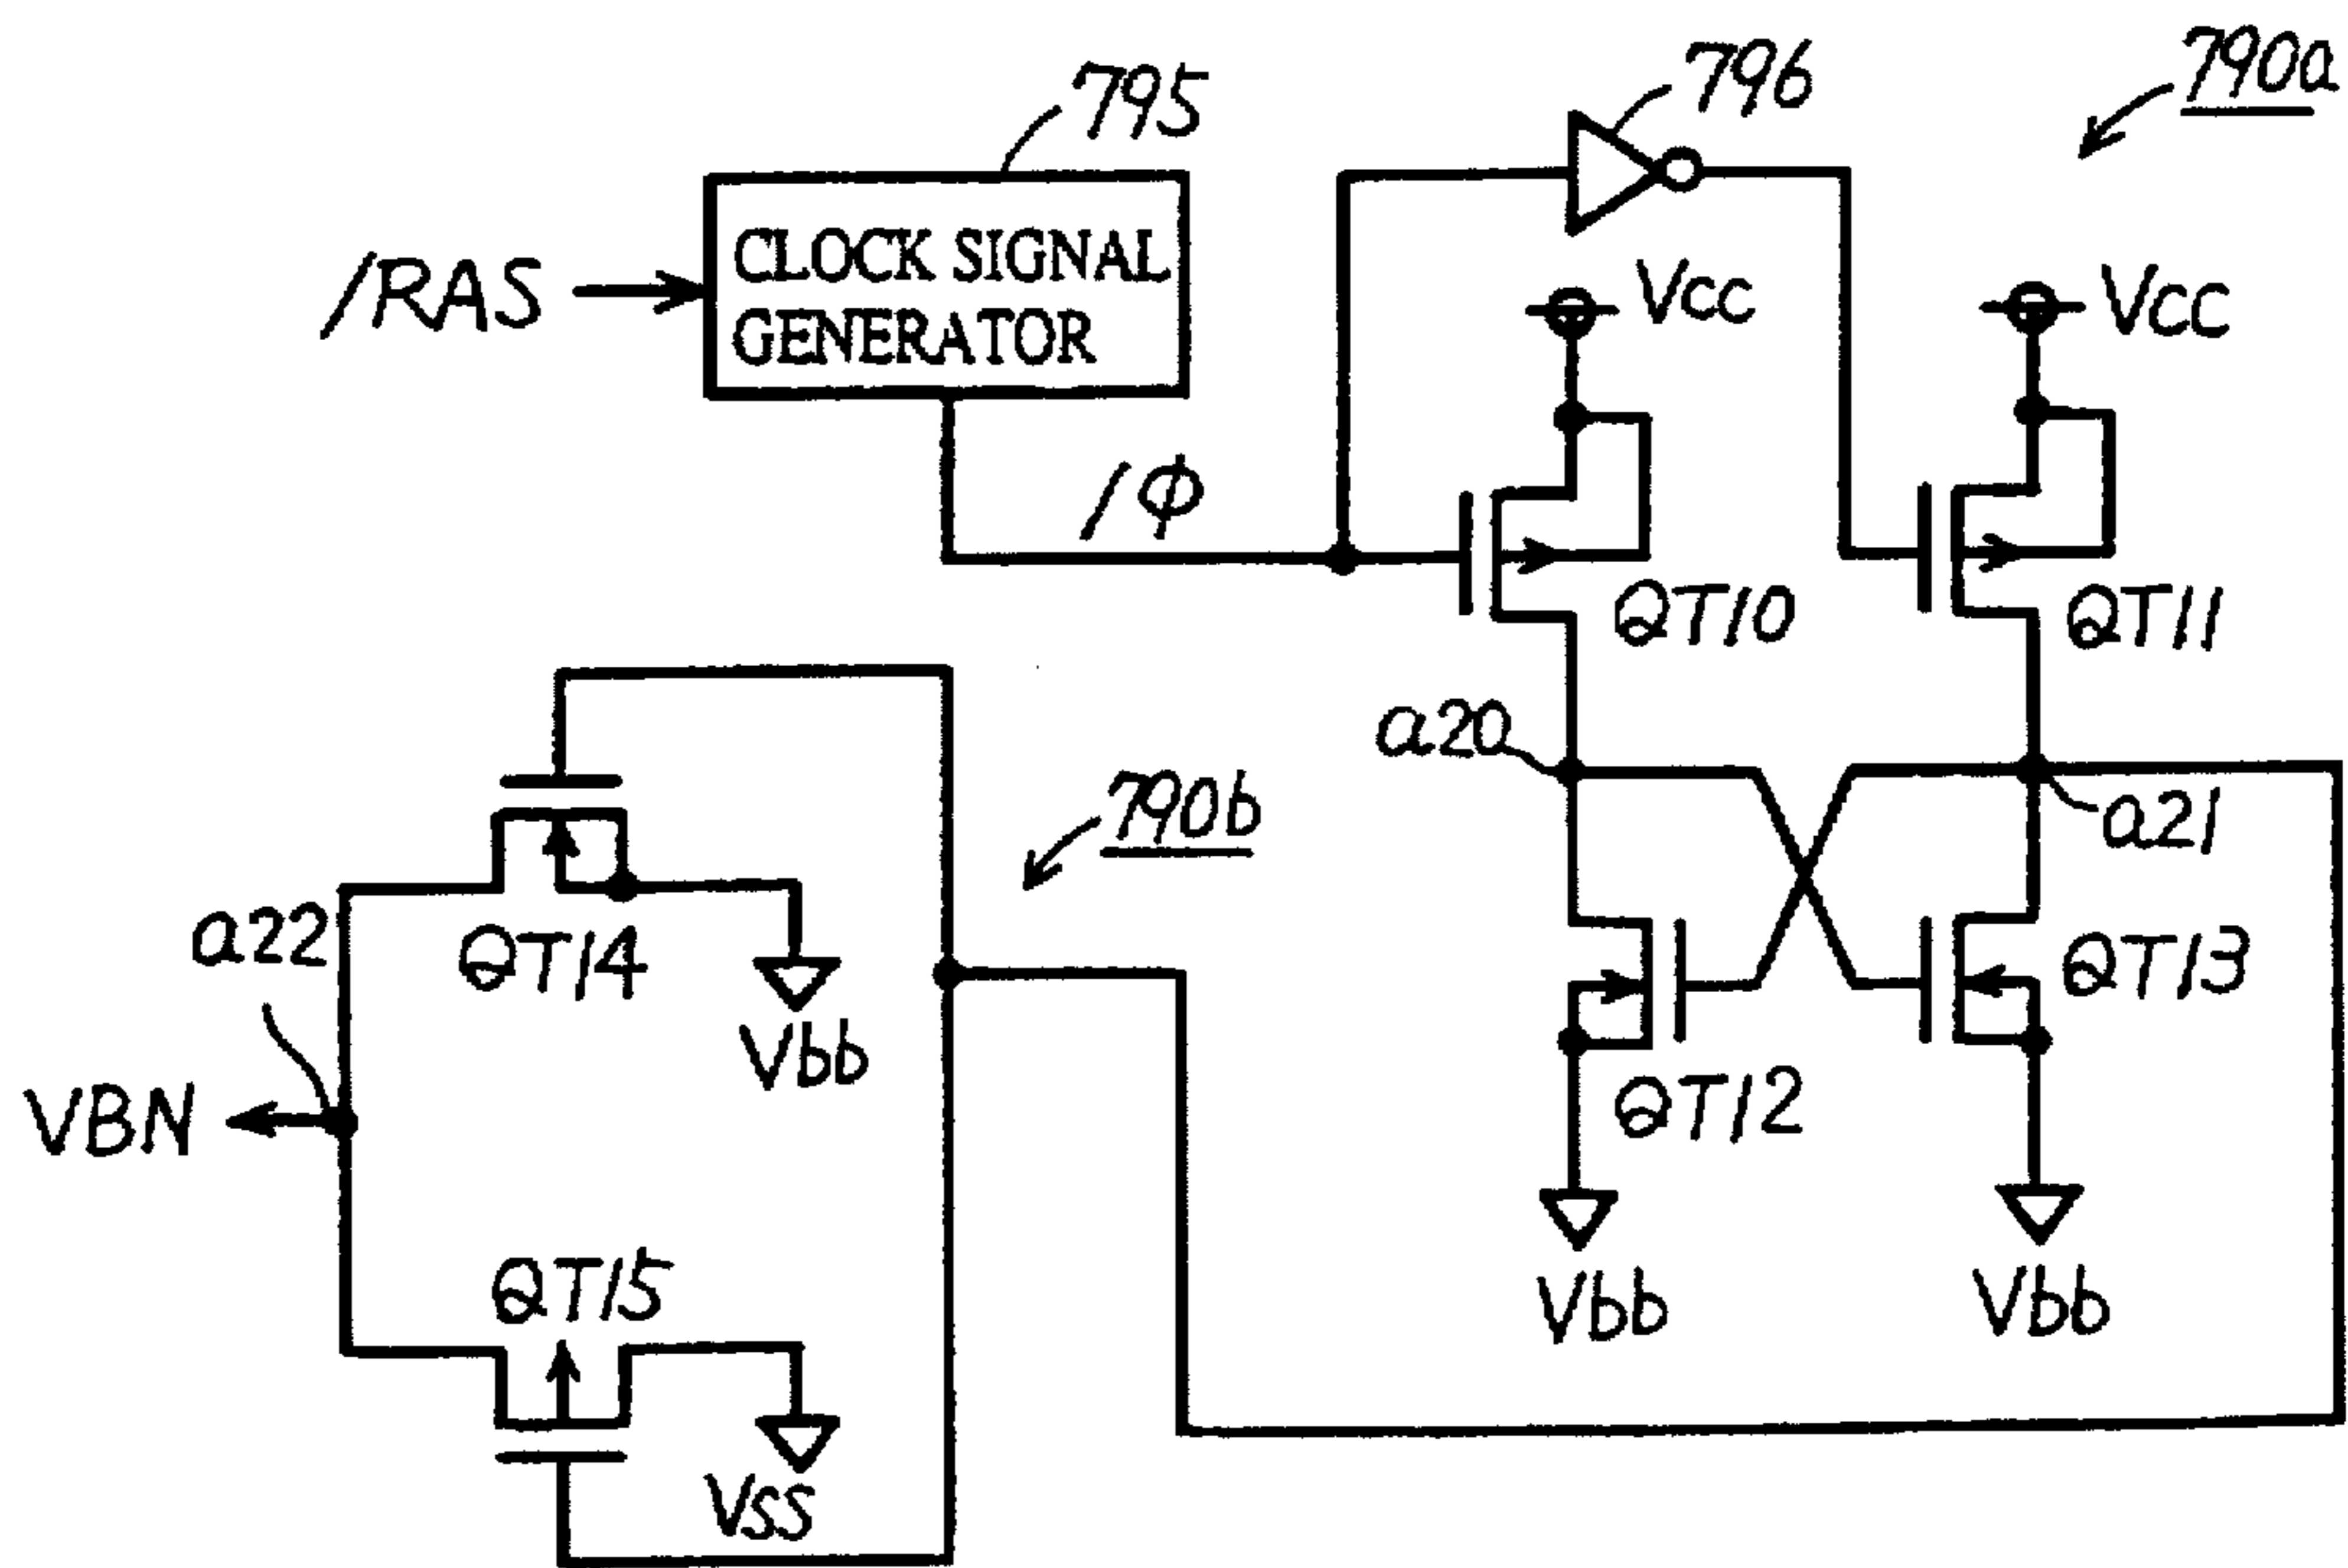 790a
796
795
CLOCK SIGNAL
GENERATOR
/RAS
Vcc
Vcc
/φ
QT10
QT11
a20
a21
790b
a22
QT14
QT13
Vbb
VBN
QT12
QT15
Vbb
Vbb
Vss